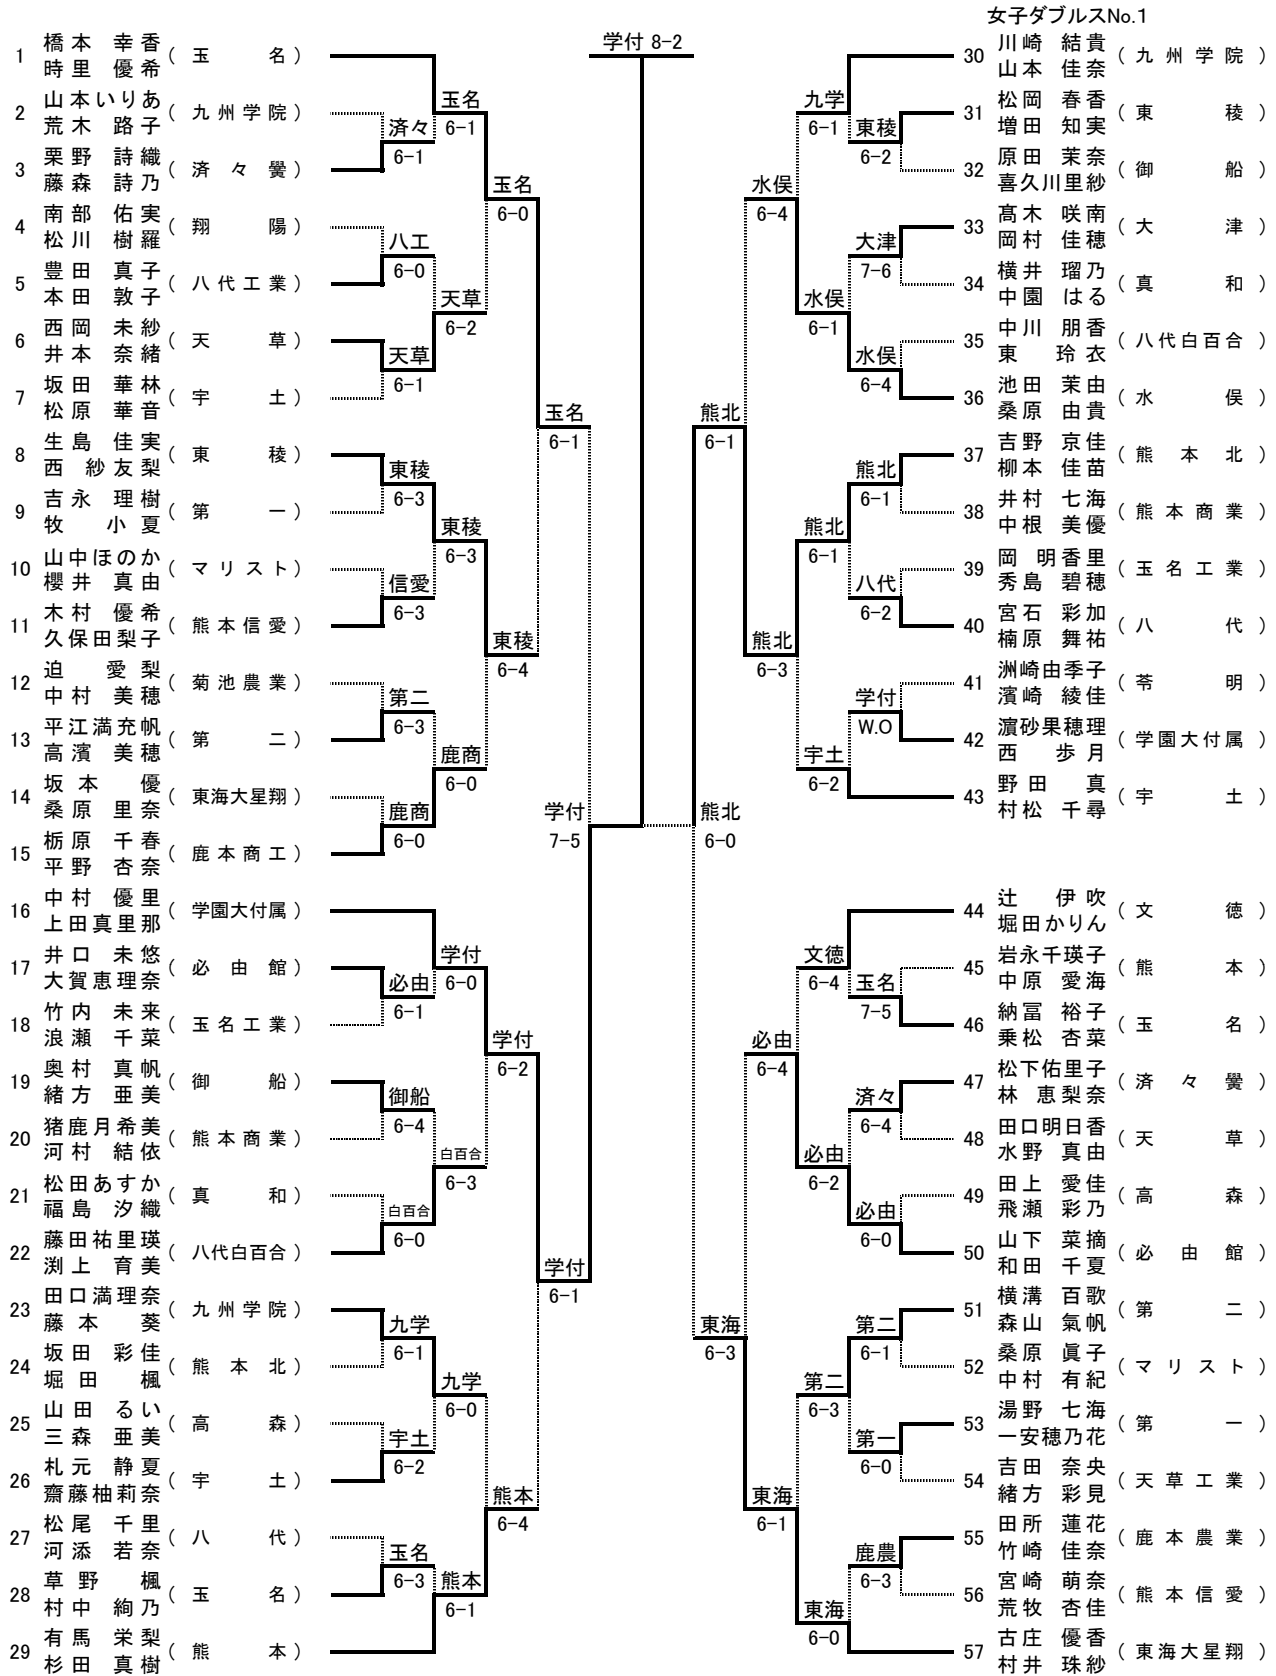 女子ダブルスNo.1
学付 8-2
1 橋本 幸香 時里 優希 (玉名)
2 山本いりあ 荒木 路子 (九州学院)
3 栗野 詩織 藤森 詩乃 (済々黌)
4 南部 佑実 松川 樹羅 (翔陽)
5 豊田 真子 本田 敦子 (八代工業)
6 西岡 未紗 井本 奈緒 (天草)
7 坂田 華林 松原 華音 (宇土)
8 生島 佳実 西 紗友梨 (東稜)
9 吉永 理樹 牧 小夏 (第一)
10 山中ほのか 櫻井 真由 (マリスト)
11 木村 優希 久保田梨子 (熊本信愛)
12 迫 愛梨 中村 美穂 (菊池農業)
13 平江満充帆 高濱 美穂 (第二)
14 坂本 優 桑原 里奈 (東海大星翔)
15 栃原 千春 平野 杏奈 (鹿本商工)
16 中村 優里 上田真里那 (学園大付属)
17 井口 未悠 大賀恵理奈 (必由館)
18 竹内 未来 浪瀬 千菜 (玉名工業)
19 奥村 真帆 緒方 亜美 (御船)
20 猪鹿月希美 河村 結依 (熊本商業)
21 松田あすか 福島 汐織 (真和)
22 藤田祐里瑛 渕上 育美 (八代白百合)
23 田口満理奈 藤本 葵 (九州学院)
24 坂田 彩佳 堀田 楓 (熊本北)
25 山田 るい 三森 亜美 (高森)
26 札元 静夏 齋藤柚莉奈 (宇土)
27 松尾 千里 河添 若奈 (八代)
28 草野 楓 村中 絢乃 (玉名)
29 有馬 栄梨 杉田 真樹 (熊本)
済々 6-1
八工 6-0
天草 6-1
東稜 6-3
信愛 6-3
第二 6-3
鹿商 6-0
必由 6-1
御船 6-4
白百合 6-0
九学 6-1
宇土 6-2
玉名 6-3
玉名 6-1
天草 6-2
東稜 6-3
鹿商 6-0
学付 6-0
白百合 6-3
九学 6-0
熊本 6-1
玉名 6-0
東稜 6-4
学付 6-2
熊本 6-4
玉名 6-1
学付 6-1
学付 7-5
30 川崎 結貴 山本 佳奈 (九州学院)
31 松岡 春香 増田 知実 (東稜)
32 原田 茉奈 喜久川里紗 (御船)
33 髙木 咲南 岡村 佳穂 (大津)
34 横井 瑠乃 中園 はる (真和)
35 中川 朋香 東 玲衣 (八代白百合)
36 池田 茉由 桑原 由貴 (水俣)
37 吉野 京佳 柳本 佳苗 (熊本北)
38 井村 七海 中根 美優 (熊本商業)
39 岡 明香里 秀島 碧穂 (玉名工業)
40 宮石 彩加 楠原 舞祐 (八代)
41 洲崎由季子 濱崎 綾佳 (苓明)
42 濵砂果穂理 西 歩月 (学園大付属)
43 野田 真 村松 千尋 (宇土)
44 辻 伊吹 堀田かりん (文徳)
45 岩永千瑛子 中原 愛海 (熊本)
46 納冨 裕子 乗松 杏菜 (玉名)
47 松下佑里子 林 恵梨奈 (済々黌)
48 田口明日香 水野 真由 (天草)
49 田上 愛佳 飛瀬 彩乃 (高森)
50 山下 菜摘 和田 千夏 (必由館)
51 横溝 百歌 森山 氣帆 (第二)
52 桑原 眞子 中村 有紀 (マリスト)
53 湯野 七海 一安穂乃花 (第一)
54 吉田 奈央 緒方 彩見 (天草工業)
55 田所 蓮花 竹崎 佳奈 (鹿本農業)
56 宮崎 萌奈 荒牧 杏佳 (熊本信愛)
57 古庄 優香 村井 珠紗 (東海大星翔)
東稜 6-2
大津 7-6
水俣 6-4
熊北 6-1
八代 6-2
学付 W.O
玉名 7-5
済々 6-4
必由 6-0
第二 6-1
第一 6-0
鹿農 6-3
九学 6-1
水俣 6-1
熊北 6-1
宇土 6-2
文徳 6-4
必由 6-2
第二 6-3
東海 6-0
水俣 6-4
熊北 6-3
必由 6-4
東海 6-1
熊北 6-1
東海 6-3
熊北 6-0